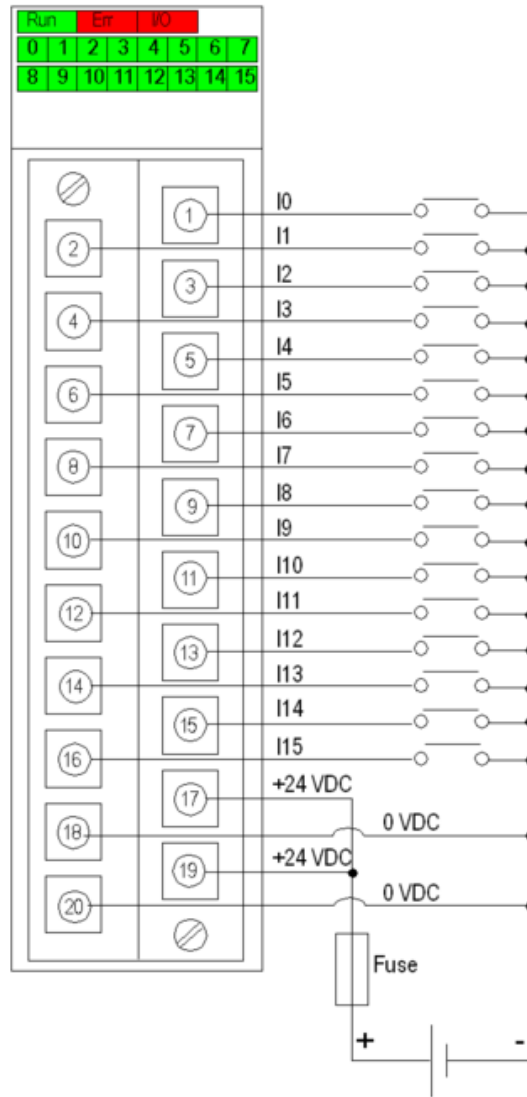 Run Err I/O
0 1 2 3 4 5 6 7
8 9 10 11 12 13 14 15
1 I0
2 I1
3 I2
4 I3
5 I4
6 I5
7 I6
8 I7
9 I8
10 I9
11 I10
12 I11
13 I12
14 I13
15 I14
16 I15
17 +24 VDC
18 0 VDC
19 +24 VDC
20 0 VDC
Fuse
+ -